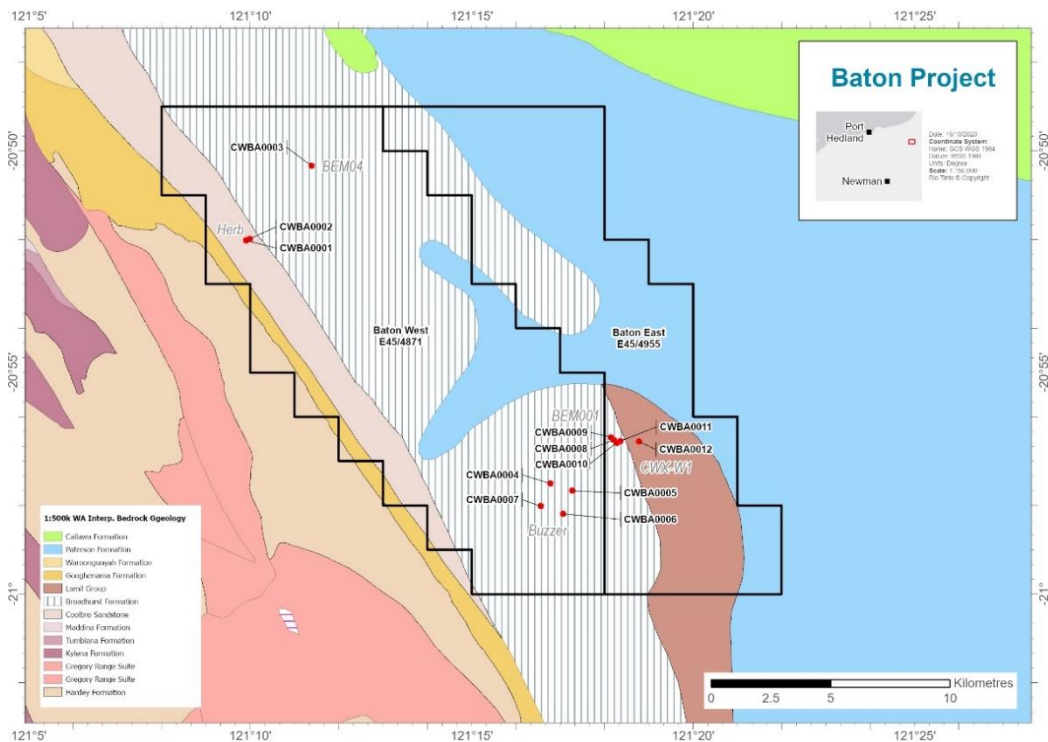 121°5' 121°10' 121°15' 121°20' 121°25'
Baton Project
Port
Hedland
Newman
Date: 16/10/2023
Coordinate System:
Name: GCS WGS 1984
Datum: WGS 1984
Units: Degree
Scale: 1:150,000
Rio Tinto © Copyright
-20°50' -20°50'
CWBA0003
BEM04
Herb
CWBA0002
CWBA0001
Baton West
E45/4871
Baton East
E45/4955
-20°55' -20°55'
BEM001
CWBA0009
CWBA0008
CWBA0010
CWBA0011
CWBA0012
CWX-W1
CWBA0004
CWBA0007
CWBA0005
CWBA0006
Buzzer
-21° -21°
1:500k WA Interp. Bedrock Ggeology
Callawa Formation
Paterson Formation
Waroongunyah Formation
Googhenama Formation
Lamil Group
Broadhurst Formation
Coolbro Sandstone
Maddina Formation
Tumbiana Formation
Kylena Formation
Gregory Range Suite
Gregory Range Suite
Hardey Formation
Kilometres
0 2.5 5 10
121°5' 121°10' 121°15' 121°20' 121°25'